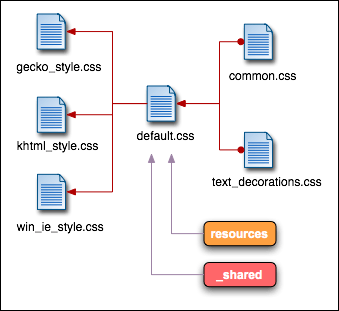 gecko_style.css
common.css
khtml_style.css
default.css
text_decorations.css
win_ie_style.css
resources
_shared